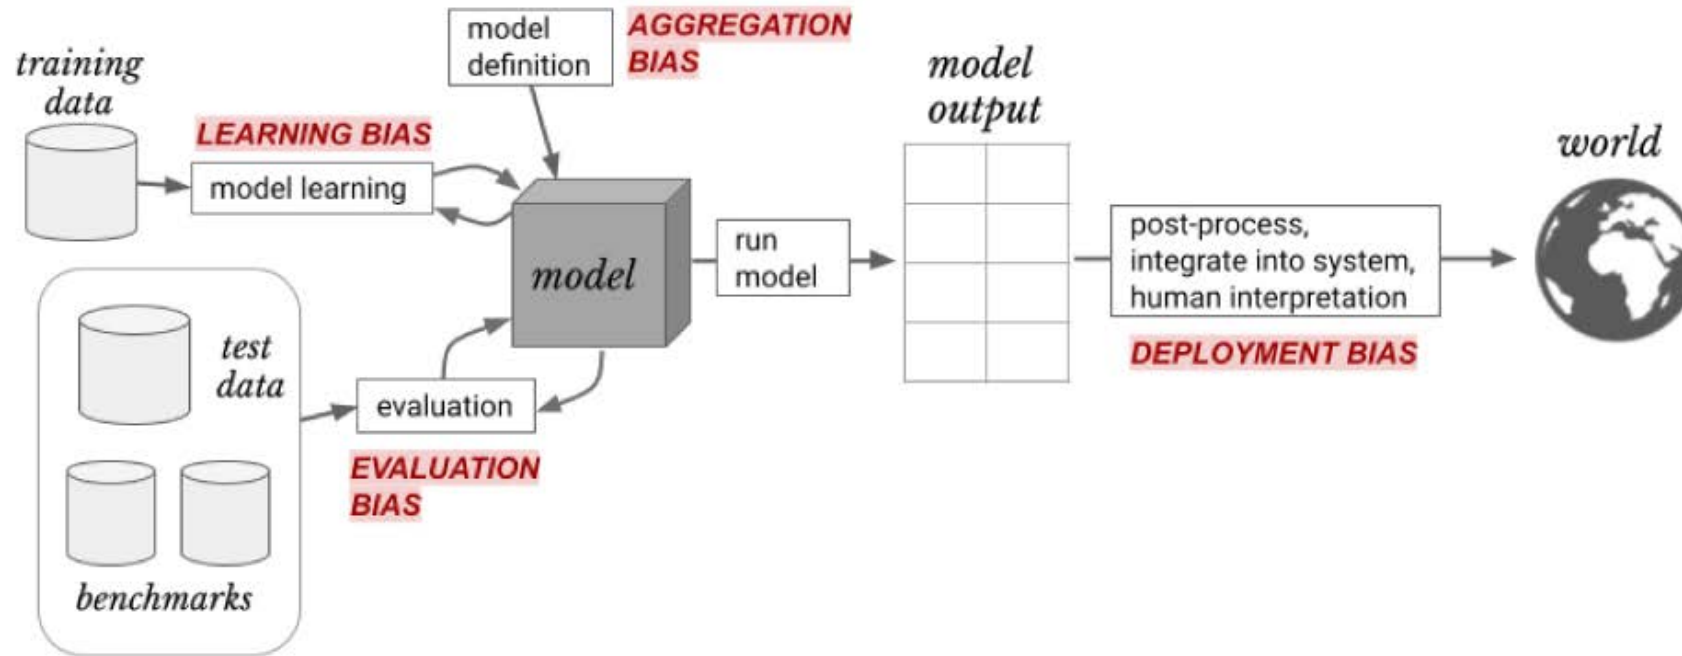 training
data
LEARNING BIAS
model learning
model
definition
AGGREGATION
BIAS
model
test
data
benchmarks
evaluation
EVALUATION
BIAS
run
model
model
output
post-process,
integrate into system,
human interpretation
DEPLOYMENT BIAS
world